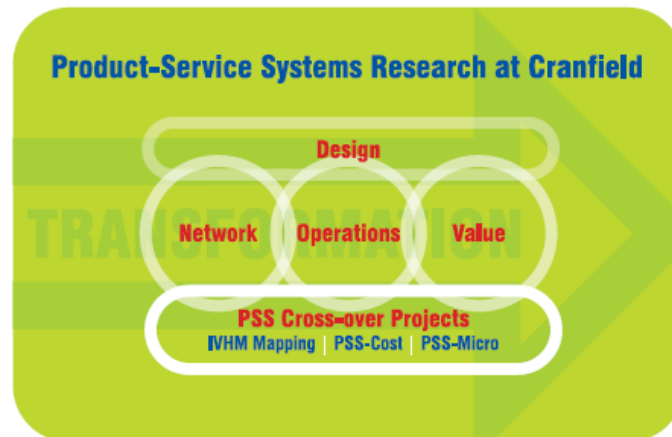 Product-Service Systems Research at Cranfield
Design
TRANSFORMATION
Network Operations Value
PSS Cross-over Projects
IVHM Mapping | PSS-Cost | PSS-Micro